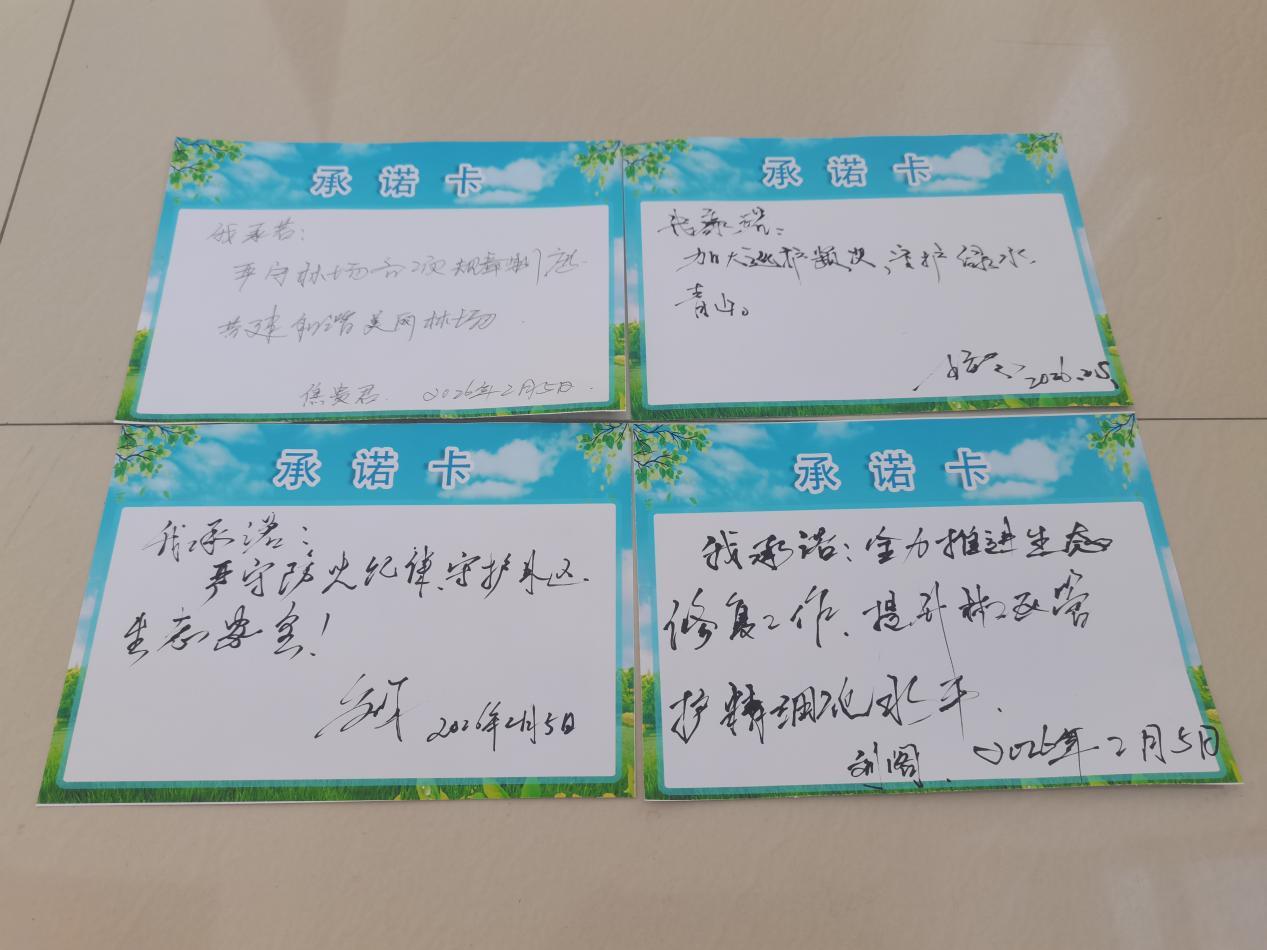 承诺卡
我承若：
严守林场各项规章制度.
共建和谐美网林场.
2026年2月5日.
承诺卡
我承诺：
加大巡护频次，守护绿水
青山。
2026.2.5
承诺卡
我承诺：
严守防火纪律，守护林区
生态安全！
2026年2月5日
承诺卡
我承诺：全力推进生态
修复工作、提升林区管
护精细化水平.
刘阁. 2026年2月5日